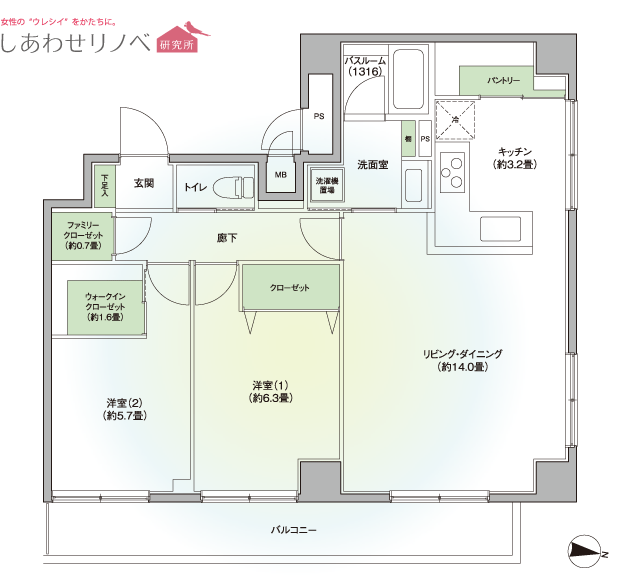 女性の“ウレシイ”をかたちに。
しあわせリノベ
研究所
バスルーム
(1316)
パントリー
PS
冷
キッチン
(約3.2畳)
棚
PS
洗面室
下足入
玄関
トイレ
MB
洗濯機
置場
ファミリー
クローゼット
(約0.7畳)
廊下
ウォークイン
クローゼット
(約1.6畳)
クローゼット
リビング・ダイニング
(約14.0畳)
洋室(1)
(約6.3畳)
洋室(2)
(約5.7畳)
バルコニー
N